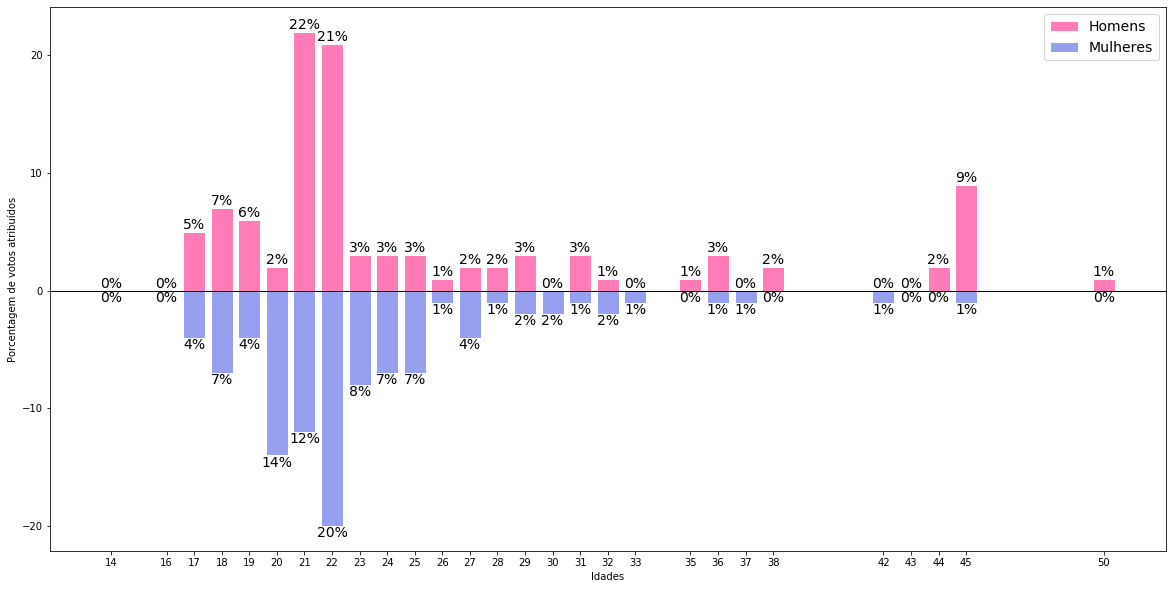 Homens
Mulheres
22%
21%
9%
7%
6%
5%
3% 3% 3% 3% 3% 3%
2% 2% 2% 2% 2%
1% 1% 1% 1%
0% 0% 0% 0% 0% 0% 0%
0% 0% 0% 0% 0% 0% 0%
1% 1% 1% 1% 1% 1% 1% 1%
2% 2% 2%
4% 4% 4%
7% 7% 7%
8%
12%
14%
20%
20
10
0
−10
−20
Porcentagem de votos atribuídos
14 16 17 18 19 20 21 22 23 24 25 26 27 28 29 30 31 32 33 35 36 37 38 42 43 44 45 50
Idades